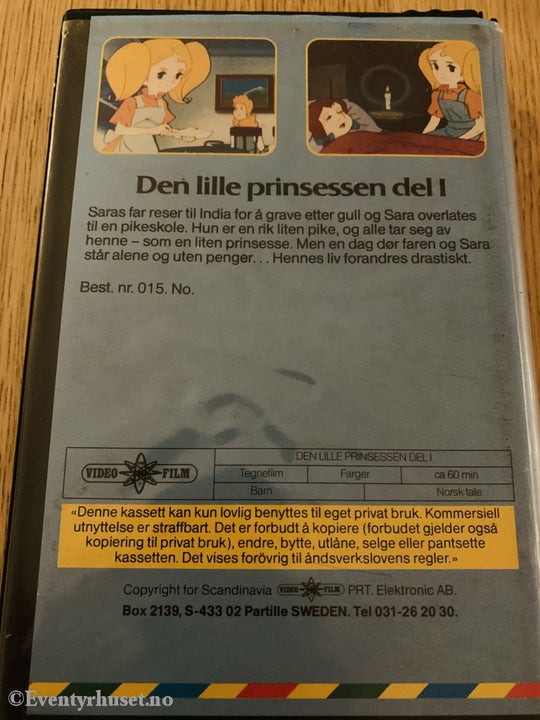 Den lille prinsessen del I
Saras far reser til India for å grave etter gull og Sara overlates
til en pikeskole. Hun er en rik liten pike, og alle tar seg av
henne – som en liten prinsesse. Men en dag dør faren og Sara
står alene og uten penger... Hennes liv forandres drastiskt.
Best. nr. 015. No.
DEN LILLE PRINSESSEN DEL I
VIDEO FILM
Tegnefilm Farger ca 60 min
Barn Norsk tale
«Denne kassett kan kun lovlig benyttes til eget privat bruk. Kommersiell
utnyttelse er straffbart. Det er forbudt å kopiere (forbudet gjelder også
kopiering til privat bruk), endre, bytte, utlåne, selge eller pantsette
kassetten. Det vises forövrig til åndsverkslovens regler.»
Copyright for Scandinavia VIDEO FILM PRT. Elektronic AB.
Box 2139, S-433 02 Partille SWEDEN. Tel 031-26 20 30.
©Eventyrhuset.no